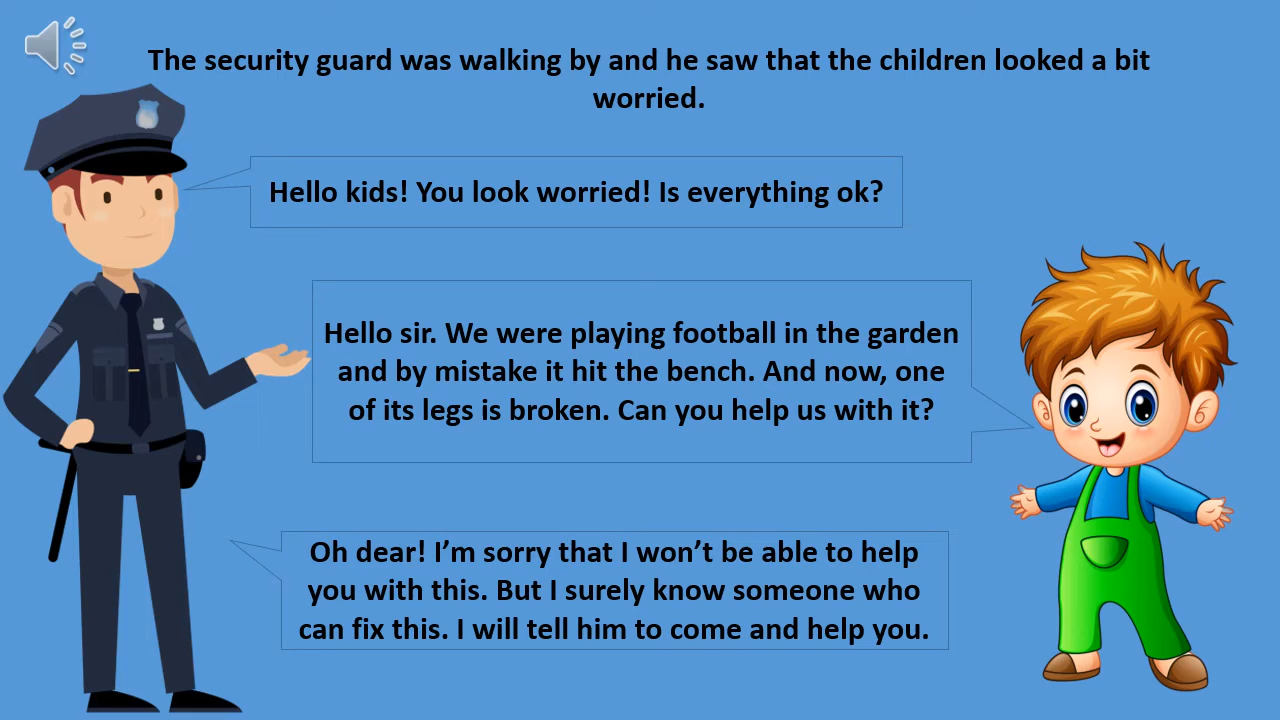 The security guard was walking by and he saw that the children looked a bit
worried.
Hello kids! You look worried! Is everything ok?
Hello sir. We were playing football in the garden
and by mistake it hit the bench. And now, one
of its legs is broken. Can you help us with it?
Oh dear! I’m sorry that I won’t be able to help
you with this. But I surely know someone who
can fix this. I will tell him to come and help you.